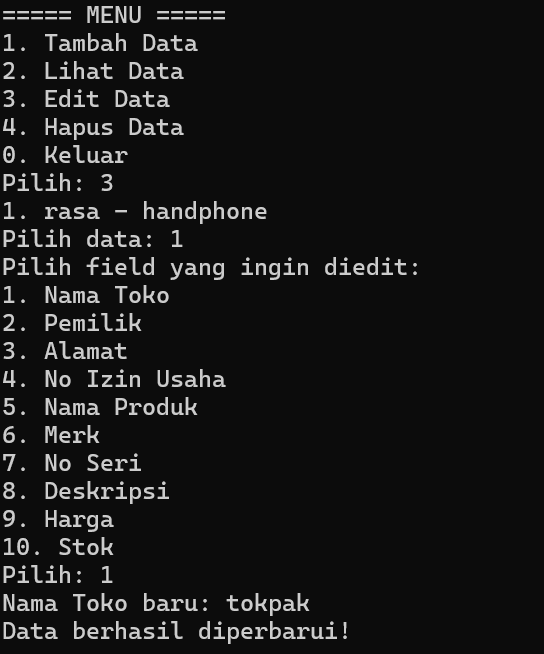 ===== MENU =====
1. Tambah Data
2. Lihat Data
3. Edit Data
4. Hapus Data
0. Keluar
Pilih: 3
1. rasa - handphone
Pilih data: 1
Pilih field yang ingin diedit:
1. Nama Toko
2. Pemilik
3. Alamat
4. No Izin Usaha
5. Nama Produk
6. Merk
7. No Seri
8. Deskripsi
9. Harga
10. Stok
Pilih: 1
Nama Toko baru: tokpak
Data berhasil diperbarui!